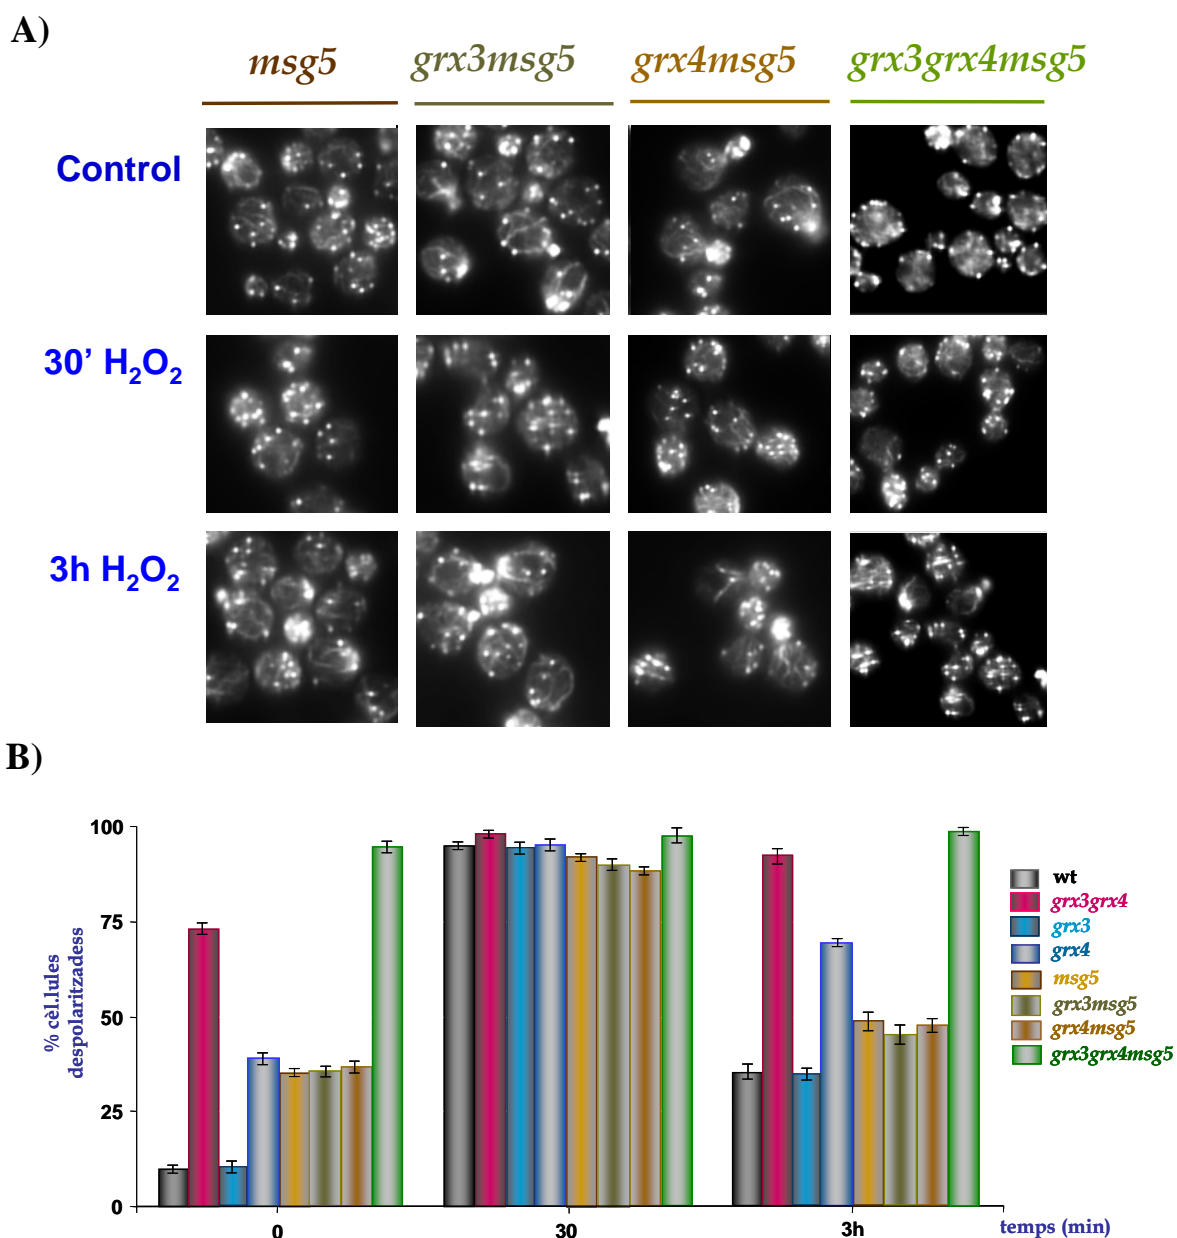 A)
msg5 grx3msg5 grx4msg5 grx3grx4msg5
Control
30’ H₂O₂
3h H₂O₂
B)
100
75
50
25
0
% cèl.lules
despolaritzadess
0 30 3h temps (min)
wt
grx3grx4
grx3
grx4
msg5
grx3msg5
grx4msg5
grx3grx4msg5